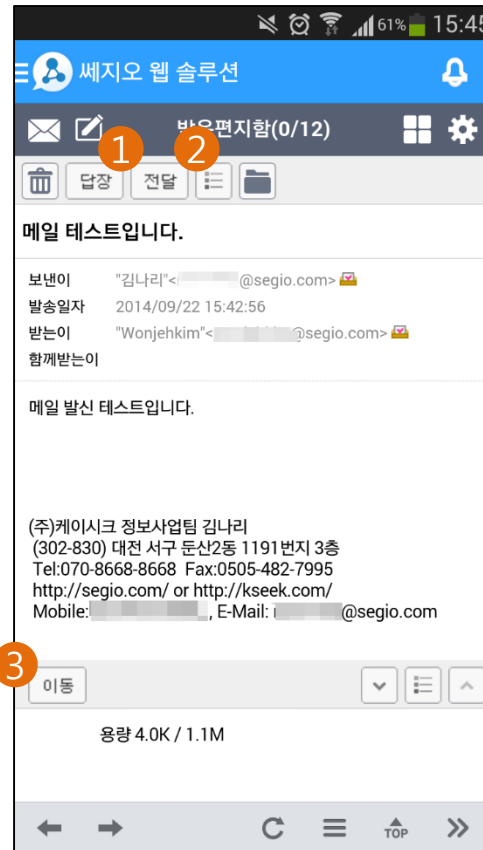 61% 15:45
쎄지오 웹 솔루션
받은편지함(0/12)
1 2
답장 전달
메일 테스트입니다.
보낸이 "김나리"< @segio.com>
발송일자 2014/09/22 15:42:56
받는이 "Wonjehkim"< @segio.com>
함께받는이
메일 발신 테스트입니다.
(주)케이시크 정보사업팀 김나리
(302-830) 대전 서구 둔산2동 1191번지 3층
Tel:070-8668-8668 Fax:0505-482-7995
http://segio.com/ or http://kseek.com/
Mobile: , E-Mail: @segio.com
3
이동
용량 4.0K / 1.1M
TOP